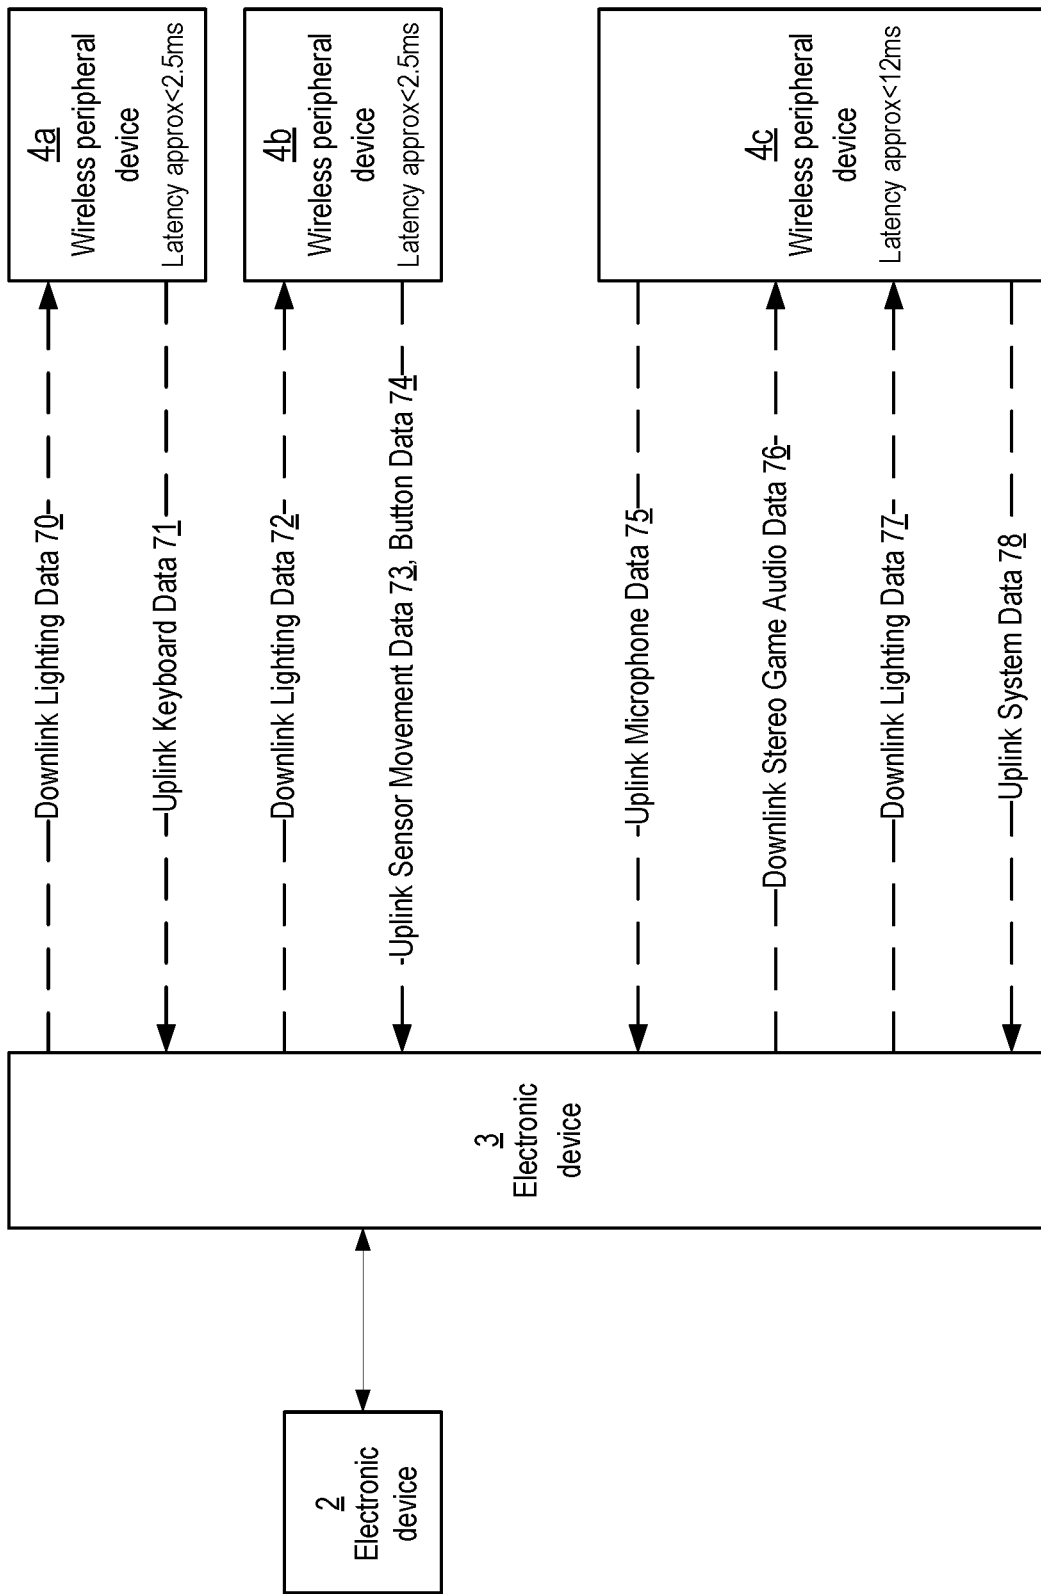 2
Electronic
device
3
Electronic
device
Downlink Lighting Data 70
Uplink Keyboard Data 71
Downlink Lighting Data 72
Uplink Sensor Movement Data 73, Button Data 74
Uplink Microphone Data 75
Downlink Stereo Game Audio Data 76
Downlink Lighting Data 77
Uplink System Data 78
4a
Wireless peripheral
device
Latency approx<2.5ms
4b
Wireless peripheral
device
Latency approx<2.5ms
4c
Wireless peripheral
device
Latency approx<12ms